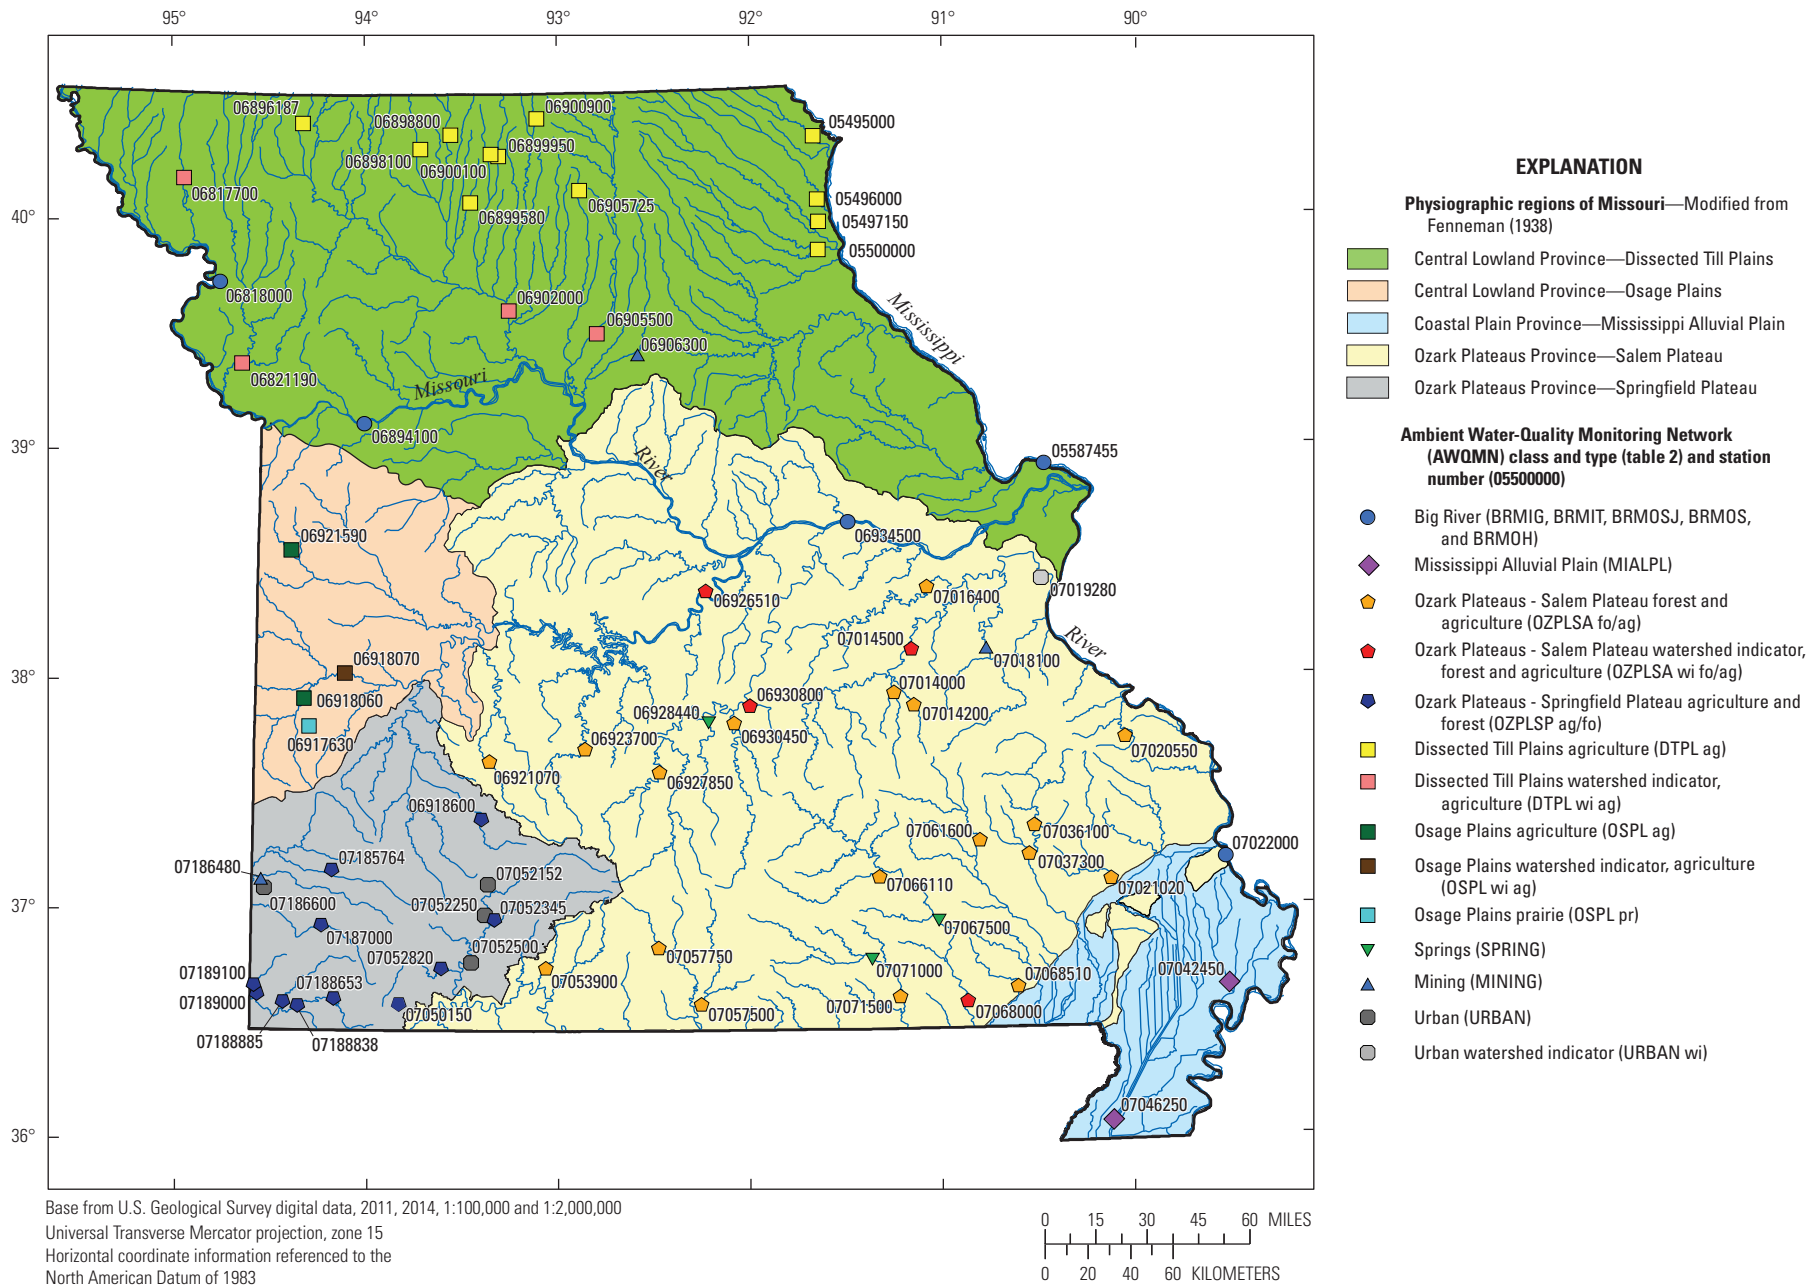 95°
94°
93°
92°
91°
90°
40°
39°
38°
37°
36°
06896187
06898800
06900900
05495000
06898100
06899950
06900100
06817700
06899580
06905725
05496000
05497150
05500000
06818000
06902000
06905500
06906300
Mississippi
06821190
Missouri
06894100
River
05587455
06921590
06934500
06926510
07016400
07019280
07014500
River
07018100
06918070
06918060
06917630
06930800
07014000
07014200
06928440
06930450
06923700
07020550
06921070
06927850
06918600
07061600
07036100
07037300
07022000
07186480
07185764
07052152
07066110
07021020
07186600
07052250
07052345
07067500
07187000
07052500
07052820
07057750
07071000
07068510
07042450
07189100
07189000
07188653
07053900
07050150
07057500
07071500
07068000
07188885
07188838
07046250
EXPLANATION
Physiographic regions of Missouri—Modified from
Fenneman (1938)
Central Lowland Province—Dissected Till Plains
Central Lowland Province—Osage Plains
Coastal Plain Province—Mississippi Alluvial Plain
Ozark Plateaus Province—Salem Plateau
Ozark Plateaus Province—Springfield Plateau
Ambient Water-Quality Monitoring Network
(AWQMN) class and type (table 2) and station
number (05500000)
Big River (BRMIG, BRMIT, BRMOSJ, BRMOS,
and BRMOH)
Mississippi Alluvial Plain (MIALPL)
Ozark Plateaus - Salem Plateau forest and
agriculture (OZPLSA fo/ag)
Ozark Plateaus - Salem Plateau watershed indicator,
forest and agriculture (OZPLSA wi fo/ag)
Ozark Plateaus - Springfield Plateau agriculture and
forest (OZPLSP ag/fo)
Dissected Till Plains agriculture (DTPL ag)
Dissected Till Plains watershed indicator,
agriculture (DTPL wi ag)
Osage Plains agriculture (OSPL ag)
Osage Plains watershed indicator, agriculture
(OSPL wi ag)
Osage Plains prairie (OSPL pr)
Springs (SPRING)
Mining (MINING)
Urban (URBAN)
Urban watershed indicator (URBAN wi)
Base from U.S. Geological Survey digital data, 2011, 2014, 1:100,000 and 1:2,000,000
Universal Transverse Mercator projection, zone 15
Horizontal coordinate information referenced to the
North American Datum of 1983
0 15 30 45 60 MILES
0 20 40 60 KILOMETERS